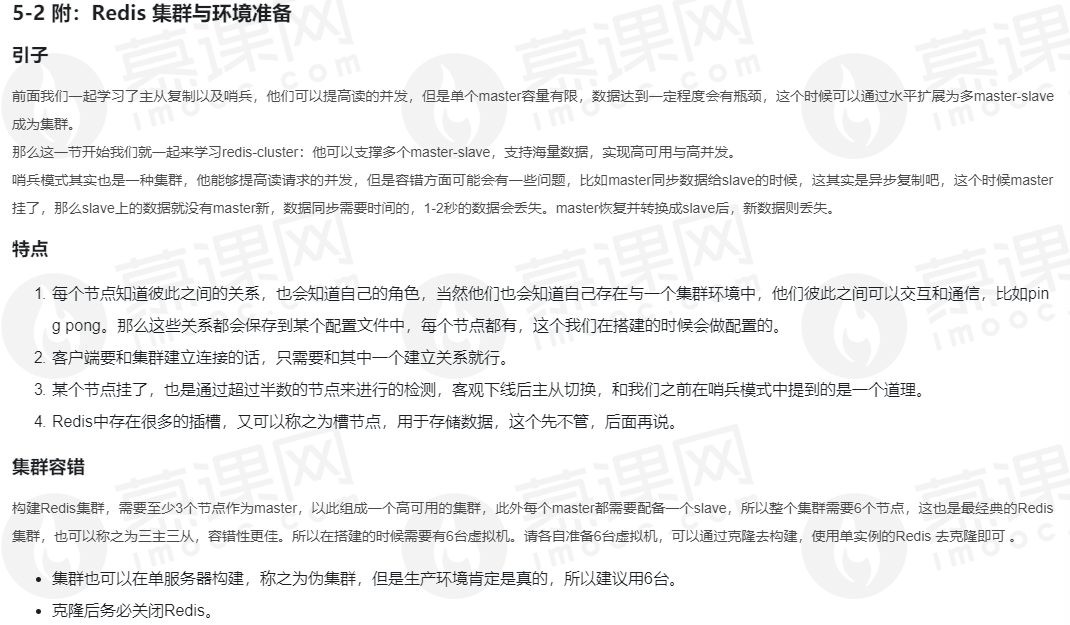 5-2 附：Redis 集群与环境准备
引子
前面我们一起学习了主从复制以及哨兵，他们可以提高读的并发，但是单个master容量有限，数据达到一定程度会有瓶颈，这个时候可以通过水平扩展为多master-slave
成为集群。
那么这一节开始我们就一起来学习redis-cluster：他可以支撑多个master-slave，支持海量数据，实现高可用与高并发。
哨兵模式其实也是一种集群，他能够提高读请求的并发，但是容错方面可能会有一些问题，比如master同步数据给slave的时候，这其实是异步复制吧，这个时候master
挂了，那么slave上的数据就没有master新，数据同步需要时间的，1-2秒的数据会丢失。master恢复并转换成slave后，新数据则丢失。
特点
1. 每个节点知道彼此之间的关系，也会知道自己的角色，当然他们也会知道自己存在与一个集群环境中，他们彼此之间可以交互和通信，比如pin
g pong。那么这些关系都会保存到某个配置文件中，每个节点都有，这个我们在搭建的时候会做配置的。
2. 客户端要和集群建立连接的话，只需要和其中一个建立关系就行。
3. 某个节点挂了，也是通过超过半数的节点来进行的检测，客观下线后主从切换，和我们之前在哨兵模式中提到的是一个道理。
4. Redis中存在很多的插槽，又可以称之为槽节点，用于存储数据，这个先不管，后面再说。
集群容错
构建Redis集群，需要至少3个节点作为master，以此组成一个高可用的集群，此外每个master都需要配备一个slave，所以整个集群需要6个节点，这也是最经典的Redis
集群，也可以称之为三主三从，容错性更佳。所以在搭建的时候需要有6台虚拟机。请各自准备6台虚拟机，可以通过克隆去构建，使用单实例的Redis 去克隆即可 。
• 集群也可以在单服务器构建，称之为伪集群，但是生产环境肯定是真的，所以建议用6台。
• 克隆后务必关闭Redis。
慕课网
imooc.com